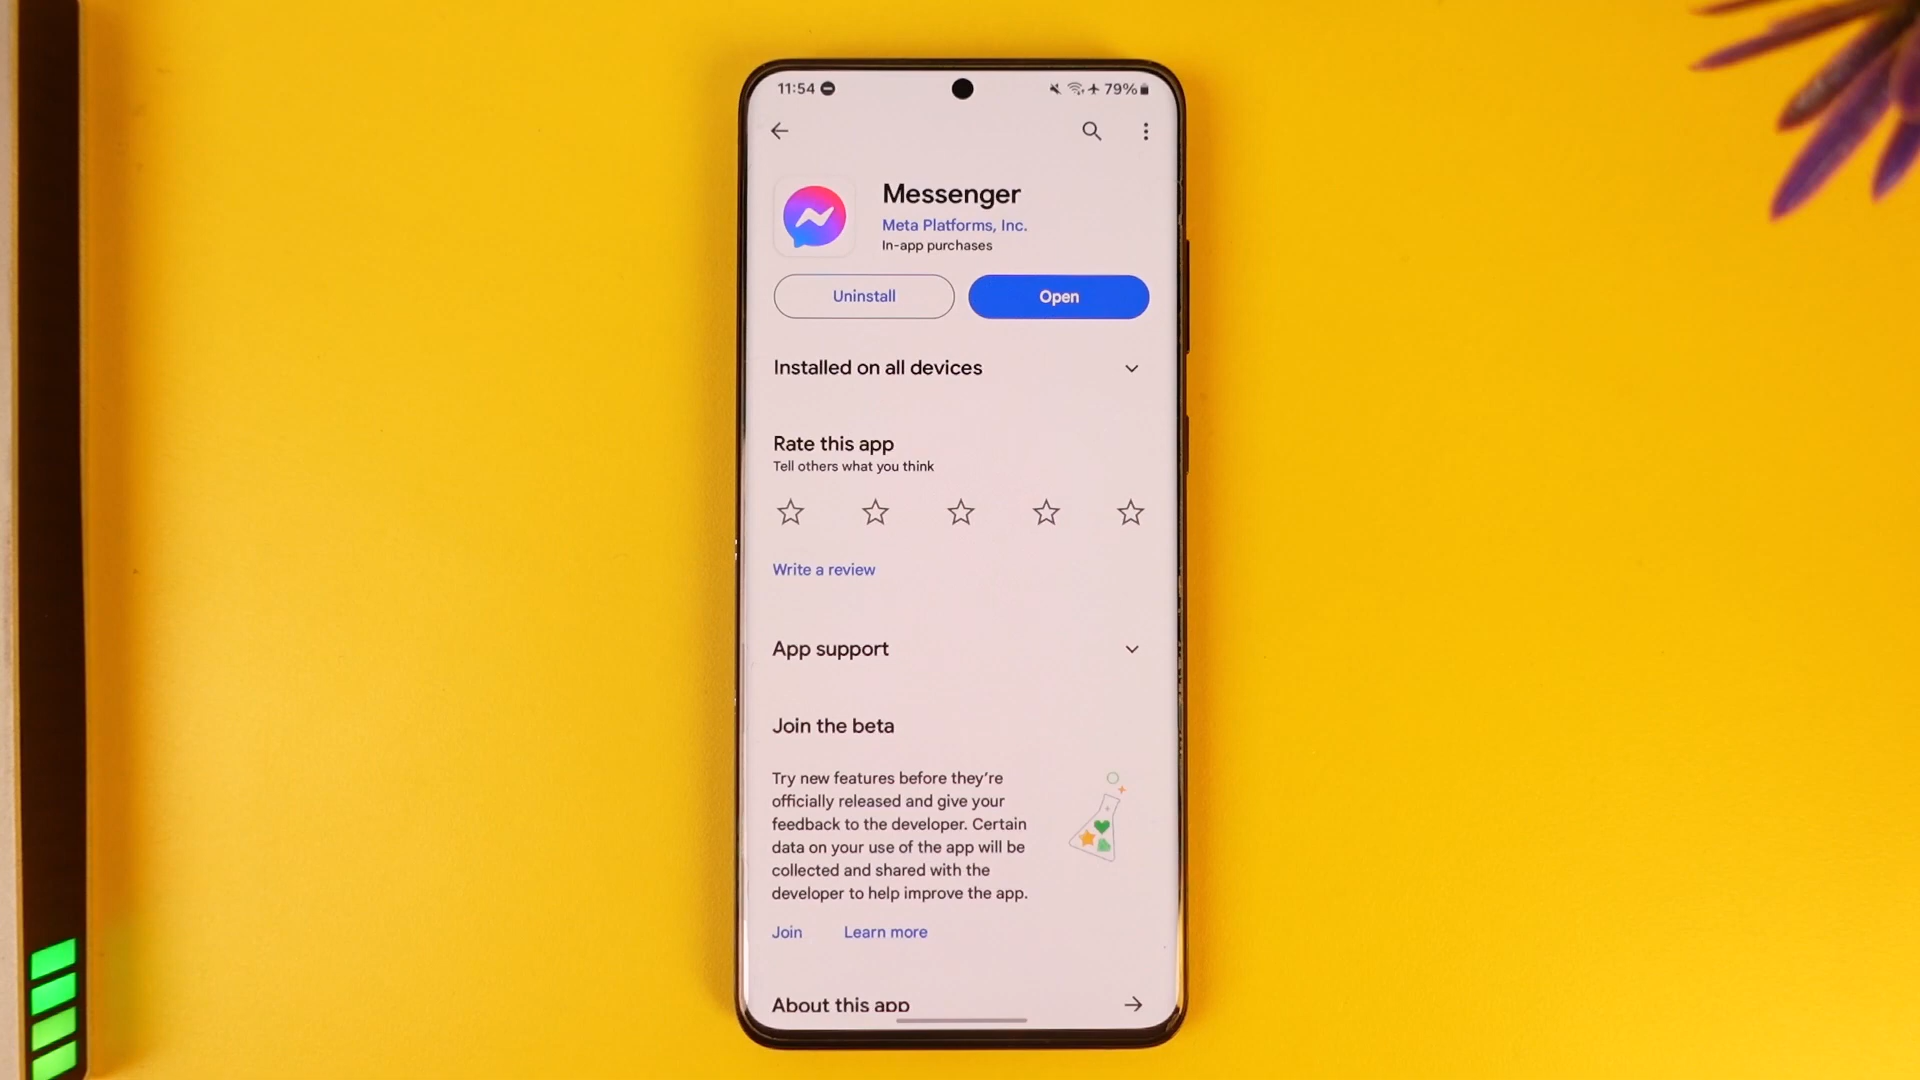 11:54
79%
Messenger
Meta Platforms, Inc.
In-app purchases
Uninstall
Open
Installed on all devices
Rate this app
Tell others what you think
Write a review
App support
Join the beta
Try new features before they’re
officially released and give your
feedback to the developer. Certain
data on your use of the app will be
collected and shared with the
developer to help improve the app.
Join
Learn more
About this app